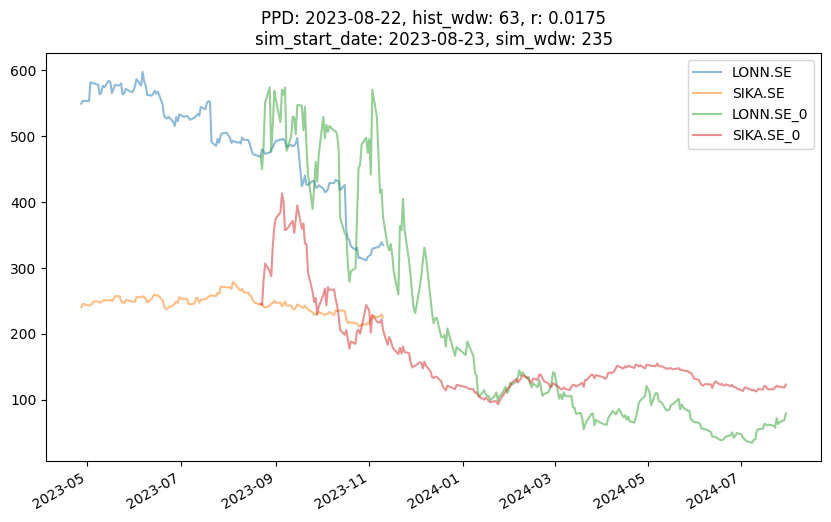 PPD: 2023-08-22, hist_wdw: 63, r: 0.0175
sim_start_date: 2023-08-23, sim_wdw: 235
LONN.SE
SIKA.SE
LONN.SE_0
SIKA.SE_0
600
500
400
300
200
100
2023-05
2023-07
2023-09
2023-11
2024-01
2024-03
2024-05
2024-07